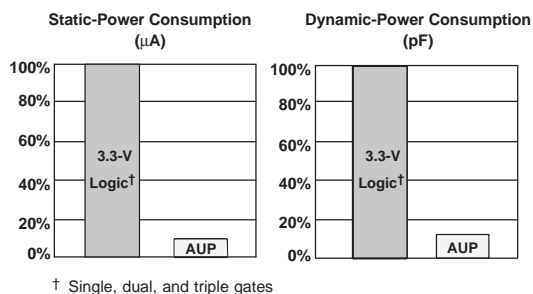 Static-Power Consumption
(µA)
100%
80%
60%
40%
20%
0%
3.3-V
Logic†
AUP
Dynamic-Power Consumption
(pF)
100%
80%
60%
40%
20%
0%
3.3-V
Logic†
AUP
† Single, dual, and triple gates